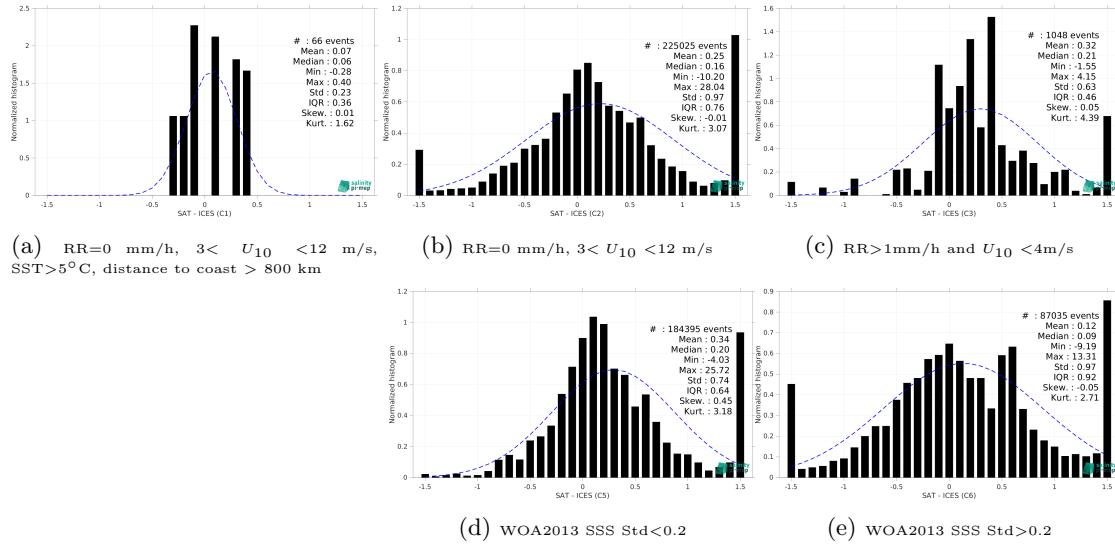 2.5
2
1.5
1
0.5
0
Normalized histogram
-1.5 -1 -0.5 0 0.5 1 1.5
SAT - ICES (C1)
# : 66 events
Mean : 0.07
Median : 0.06
Min : -0.28
Max : 0.40
Std : 0.23
IQR : 0.36
Skew. : 0.01
Kurt. : 1.62
salinity
pi-mep
(a) RR=0 mm/h, 3< U10 <12 m/s,
SST>5°C, distance to coast > 800 km
1.2
1
0.8
0.6
0.4
0.2
0
Normalized histogram
-1.5 -1 -0.5 0 0.5 1 1.5
SAT - ICES (C2)
# : 225025 events
Mean : 0.25
Median : 0.16
Min : -10.20
Max : 28.04
Std : 0.97
IQR : 0.76
Skew. : -0.01
Kurt. : 3.07
salinity
pi-mep
(b) RR=0 mm/h, 3< U10 <12 m/s
1.6
1.4
1.2
1
0.8
0.6
0.4
0.2
0
Normalized histogram
-1.5 -1 -0.5 0 0.5 1 1.5
SAT - ICES (C3)
# : 1048 events
Mean : 0.32
Median : 0.21
Min : -1.55
Max : 4.15
Std : 0.63
IQR : 0.46
Skew. : 0.05
Kurt. : 4.39
salinity
pi-mep
(c) RR>1mm/h and U10 <4m/s
1.2
1
0.8
0.6
0.4
0.2
0
Normalized histogram
-1.5 -1 -0.5 0 0.5 1 1.5
SAT - ICES (C5)
# : 184395 events
Mean : 0.34
Median : 0.20
Min : -4.03
Max : 25.72
Std : 0.74
IQR : 0.64
Skew. : 0.45
Kurt. : 3.18
salinity
pi-mep
(d) WOA2013 SSS Std<0.2
0.9
0.8
0.7
0.6
0.5
0.4
0.3
0.2
0.1
0
Normalized histogram
-1.5 -1 -0.5 0 0.5 1 1.5
SAT - ICES (C6)
# : 87035 events
Mean : 0.12
Median : 0.09
Min : -9.19
Max : 13.31
Std : 0.97
IQR : 0.92
Skew. : -0.05
Kurt. : 2.71
salinity
pi-mep
(e) WOA2013 SSS Std>0.2